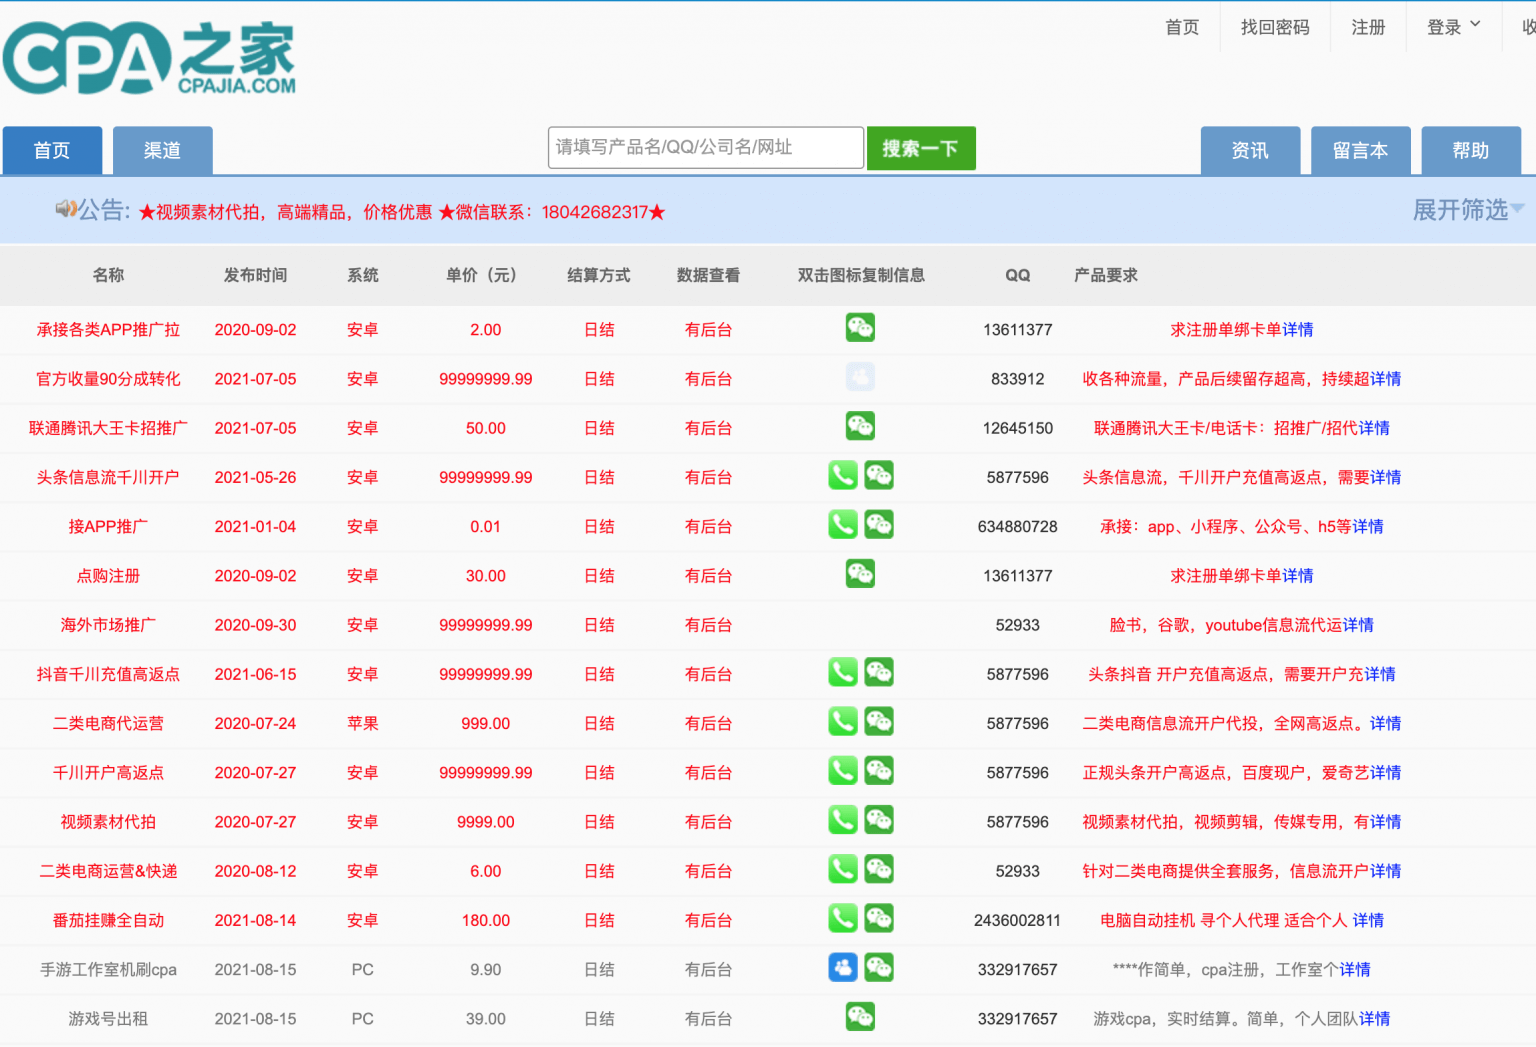 CPA之家
CPAJIA.COM
首页 找回密码 注册 登录
首页 渠道 请填写产品名/QQ/公司名/网址 搜索一下 资讯 留言本 帮助
公告: ★视频素材代拍，高端精品，价格优惠 ★微信联系：18042682317★ 展开筛选
名称 发布时间 系统 单价（元） 结算方式 数据查看 双击图标复制信息 QQ 产品要求
承接各类APP推广拉 2020-09-02 安卓 2.00 日结 有后台 13611377 求注册单绑卡单详情
官方收量90分成转化 2021-07-05 安卓 99999999.99 日结 有后台 833912 收各种流量，产品后续留存超高，持续超详情
联通腾讯大王卡招推广 2021-07-05 安卓 50.00 日结 有后台 12645150 联通腾讯大王卡/电话卡：招推广/招代详情
头条信息流千川开户 2021-05-26 安卓 99999999.99 日结 有后台 5877596 头条信息流，千川开户充值高返点，需要详情
接APP推广 2021-01-04 安卓 0.01 日结 有后台 634880728 承接：app、小程序、公众号、h5等详情
点购注册 2020-09-02 安卓 30.00 日结 有后台 13611377 求注册单绑卡单详情
海外市场推广 2020-09-30 安卓 99999999.99 日结 有后台 52933 脸书，谷歌，youtube信息流代运详情
抖音千川充值高返点 2021-06-15 安卓 99999999.99 日结 有后台 5877596 头条抖音 开户充值高返点，需要开户充详情
二类电商代运营 2020-07-24 苹果 999.00 日结 有后台 5877596 二类电商信息流开户代投，全网高返点。详情
千川开户高返点 2020-07-27 安卓 99999999.99 日结 有后台 5877596 正规头条开户高返点，百度现户，爱奇艺详情
视频素材代拍 2020-07-27 安卓 9999.00 日结 有后台 5877596 视频素材代拍，视频剪辑，传媒专用，有详情
二类电商运营&快递 2020-08-12 安卓 6.00 日结 有后台 52933 针对二类电商提供全套服务，信息流开户详情
番茄挂赚全自动 2021-08-14 安卓 180.00 日结 有后台 2436002811 电脑自动挂机 寻个人代理 适合个人 详情
手游工作室机刷cpa 2021-08-15 PC 9.90 日结 有后台 332917657 ****作简单，cpa注册，工作室个详情
游戏号出租 2021-08-15 PC 39.00 日结 有后台 332917657 游戏cpa，实时结算。简单，个人团队详情